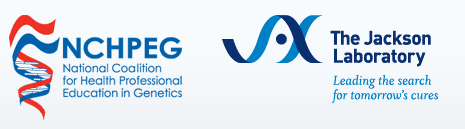 NCHPEG
National Coalition
for Health Professional
Education in Genetics
The Jackson
Laboratory
Leading the search
for tomorrow's cures